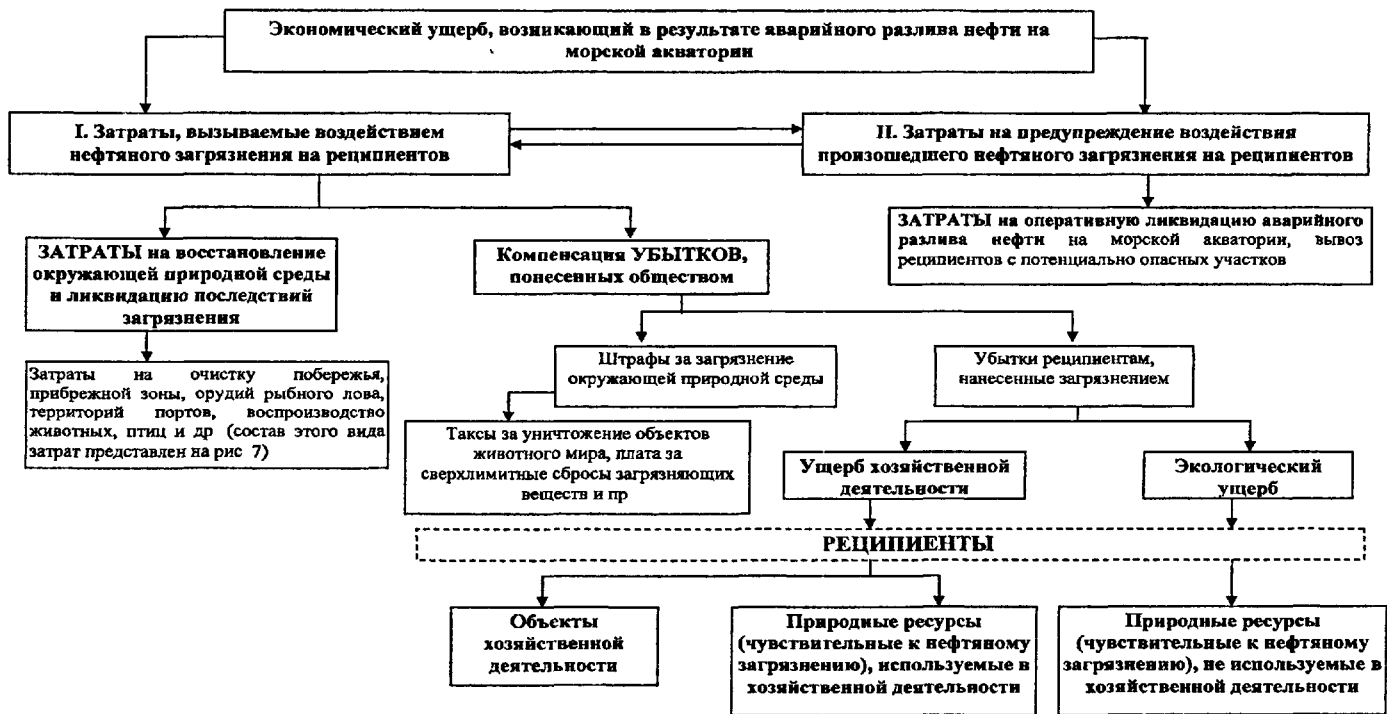 Экономический ущерб, возникающий в результате аварийного разлива нефти на
морской акватории
I. Затраты, вызываемые воздействием
нефтяного загрязнения на реципиентов
II. Затраты на предупреждение воздействия
произошедшего нефтяного загрязнения на реципиентов
ЗАТРАТЫ на восстановление
окружающей природной среды
и ликвидацию последствий
загрязнения
Компенсация УБЫТКОВ,
понесенных обществом
ЗАТРАТЫ на оперативную ликвидацию аварийного
разлива нефти на морской акватории, вывоз
реципиентов с потенциально опасных участков
Затраты на очистку побережья,
прибрежной зоны, орудий рыбного лова,
территорий портов, воспроизводство
животных, птиц и др (состав этого вида
затрат представлен на рис 7)
Штрафы за загрязнение
окружающей природной среды
Убытки реципиентам,
нанесенные загрязнением
Таксы за уничтожение объектов
животного мира, плата за
сверхлимитные сбросы загрязняющих
веществ и пр
Ущерб хозяйственной
деятельности
Экологический
ущерб
РЕЦИПИЕНТЫ
Объекты
хозяйственной
деятельности
Природные ресурсы
(чувствительные к нефтяному
загрязнению), используемые в
хозяйственной деятельности
Природные ресурсы
(чувствительные к нефтяному
загрязнению), не используемые в
хозяйственной деятельности